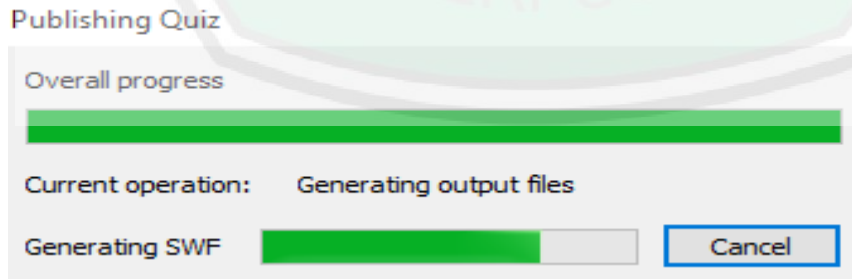 Publishing Quiz
Overall progress
Current operation: Generating output files
Generating SWF Cancel